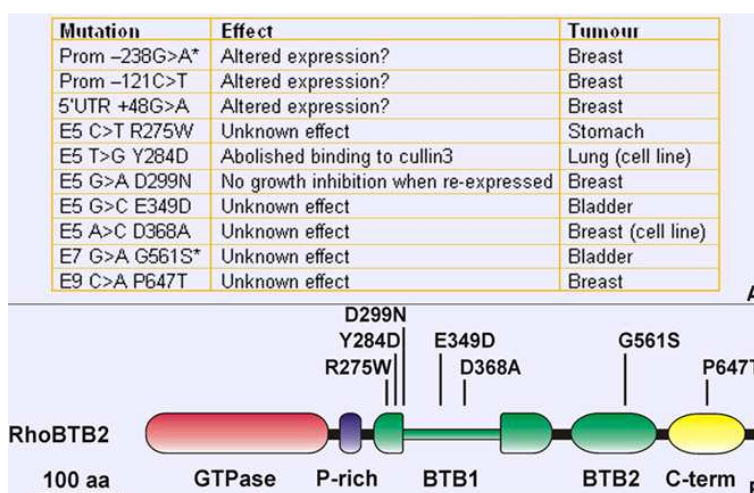 Mutation Effect Tumour
Prom –238G>A* Altered expression? Breast
Prom –121C>T Altered expression? Breast
5'UTR +48G>A Altered expression? Breast
E5 C>T R275W Unknown effect Stomach
E5 T>G Y284D Abolished binding to cullin3 Lung (cell line)
E5 G>A D299N No growth inhibition when re-expressed Breast
E5 G>C E349D Unknown effect Bladder
E5 A>C D368A Unknown effect Breast (cell line)
E7 G>A G561S* Unknown effect Bladder
E9 C>A P647T Unknown effect Breast
D299N
Y284D E349D G561S
R275W D368A P647T
RhoBTB2
100 aa GTPase P-rich BTB1 BTB2 C-term